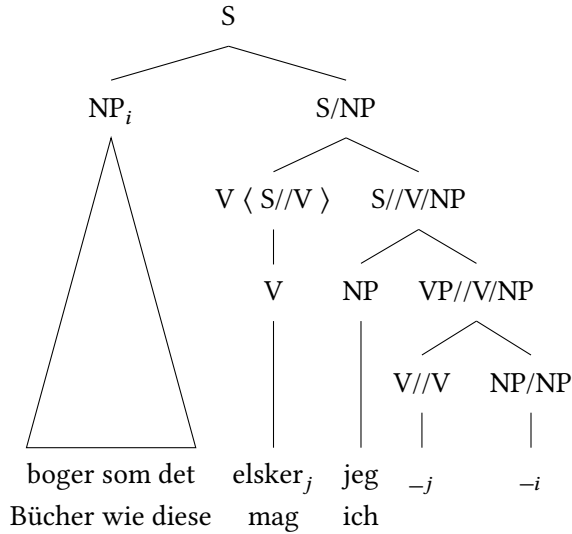 S
NP_i S/NP
V ⟨ S//V ⟩ S//V/NP
V NP VP//V/NP
V//V NP/NP
boger som det elsker_j jeg _j _i
Bücher wie diese mag ich